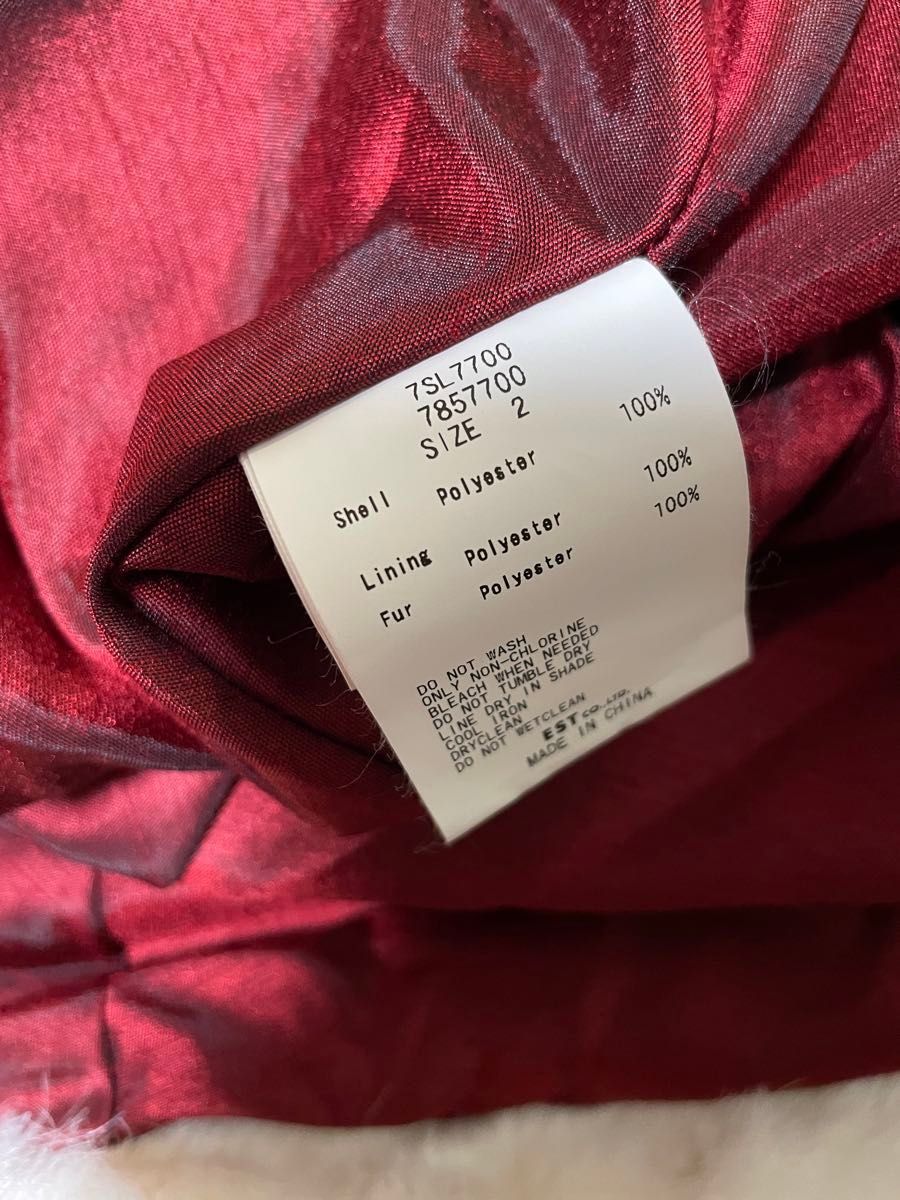 7SL7700
7857700
SIZE 2
Shell Polyester 100%
Lining Polyester 100%
Fur Polyester 100%
DO NOT WASH
ONLY NON-CHLORINE
BLEACH WHEN NEEDED
DO NOT TUMBLE DRY
LINE DRY IN SHADE
COOL IRON
DRYCLEAN
DO NOT WETCLEAN
EST CO.,LTD.
MADE IN CHINA